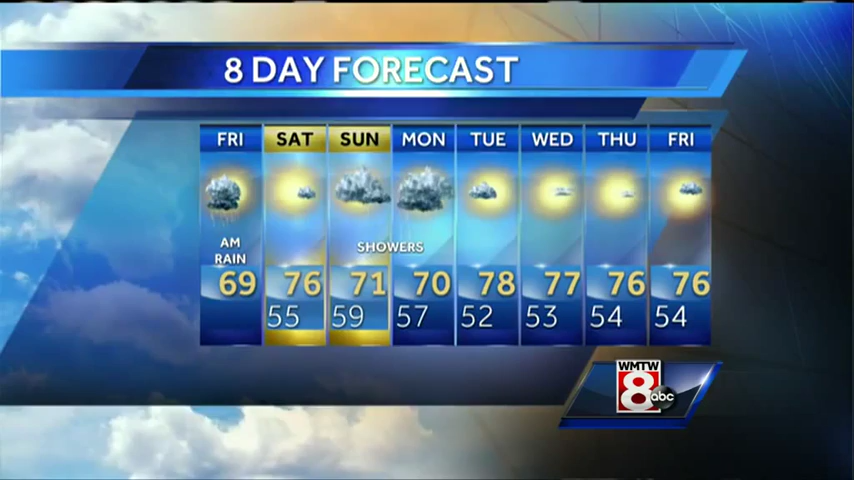 8 DAY FORECAST
FRI SAT SUN MON TUE WED THU FRI
AM
RAIN
SHOWERS
69 76 71 70 78 77 76 76
55 59 57 52 53 54 54
WMTW
8 abc